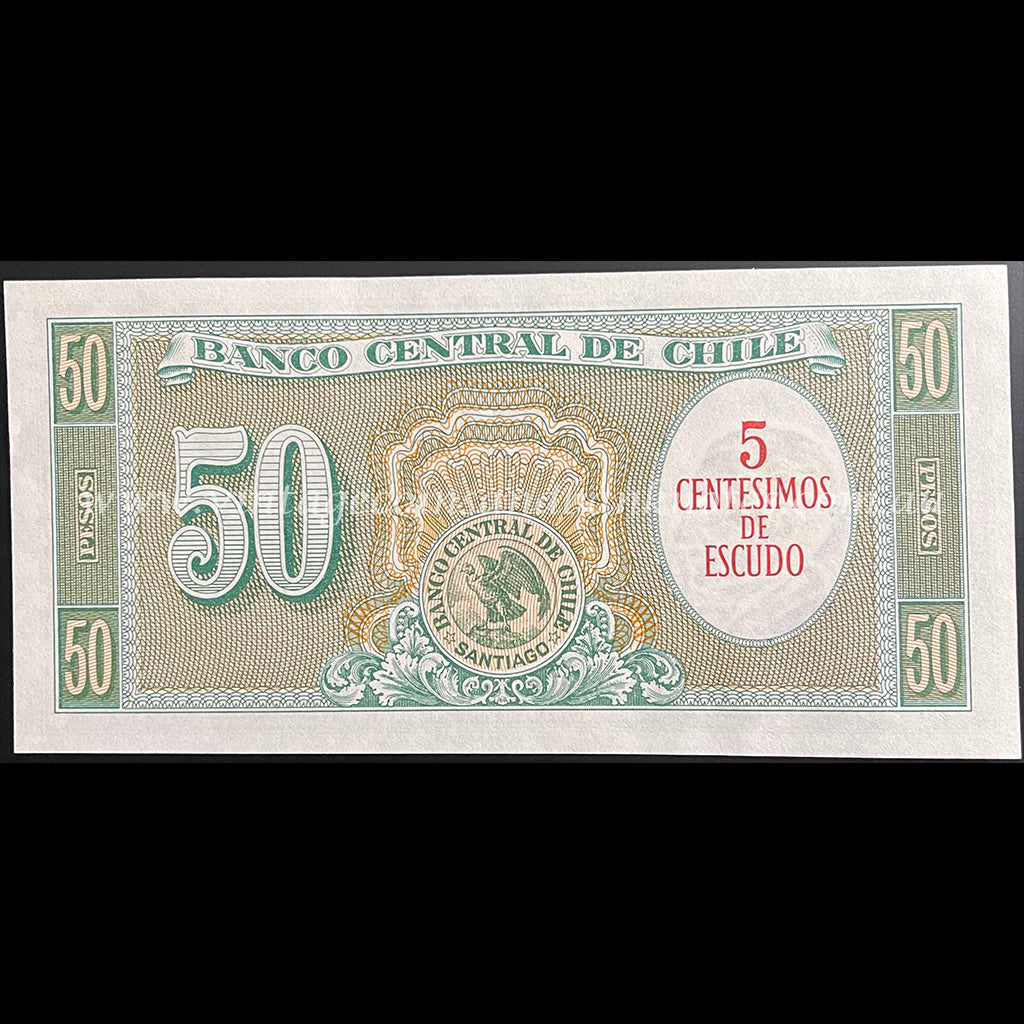 BANCO CENTRAL DE CHILE
50
50
50
5
CENTESIMOS
DE
ESCUDO
PESOS
PESOS
BANCO CENTRAL DE CHILE
SANTIAGO
50
50